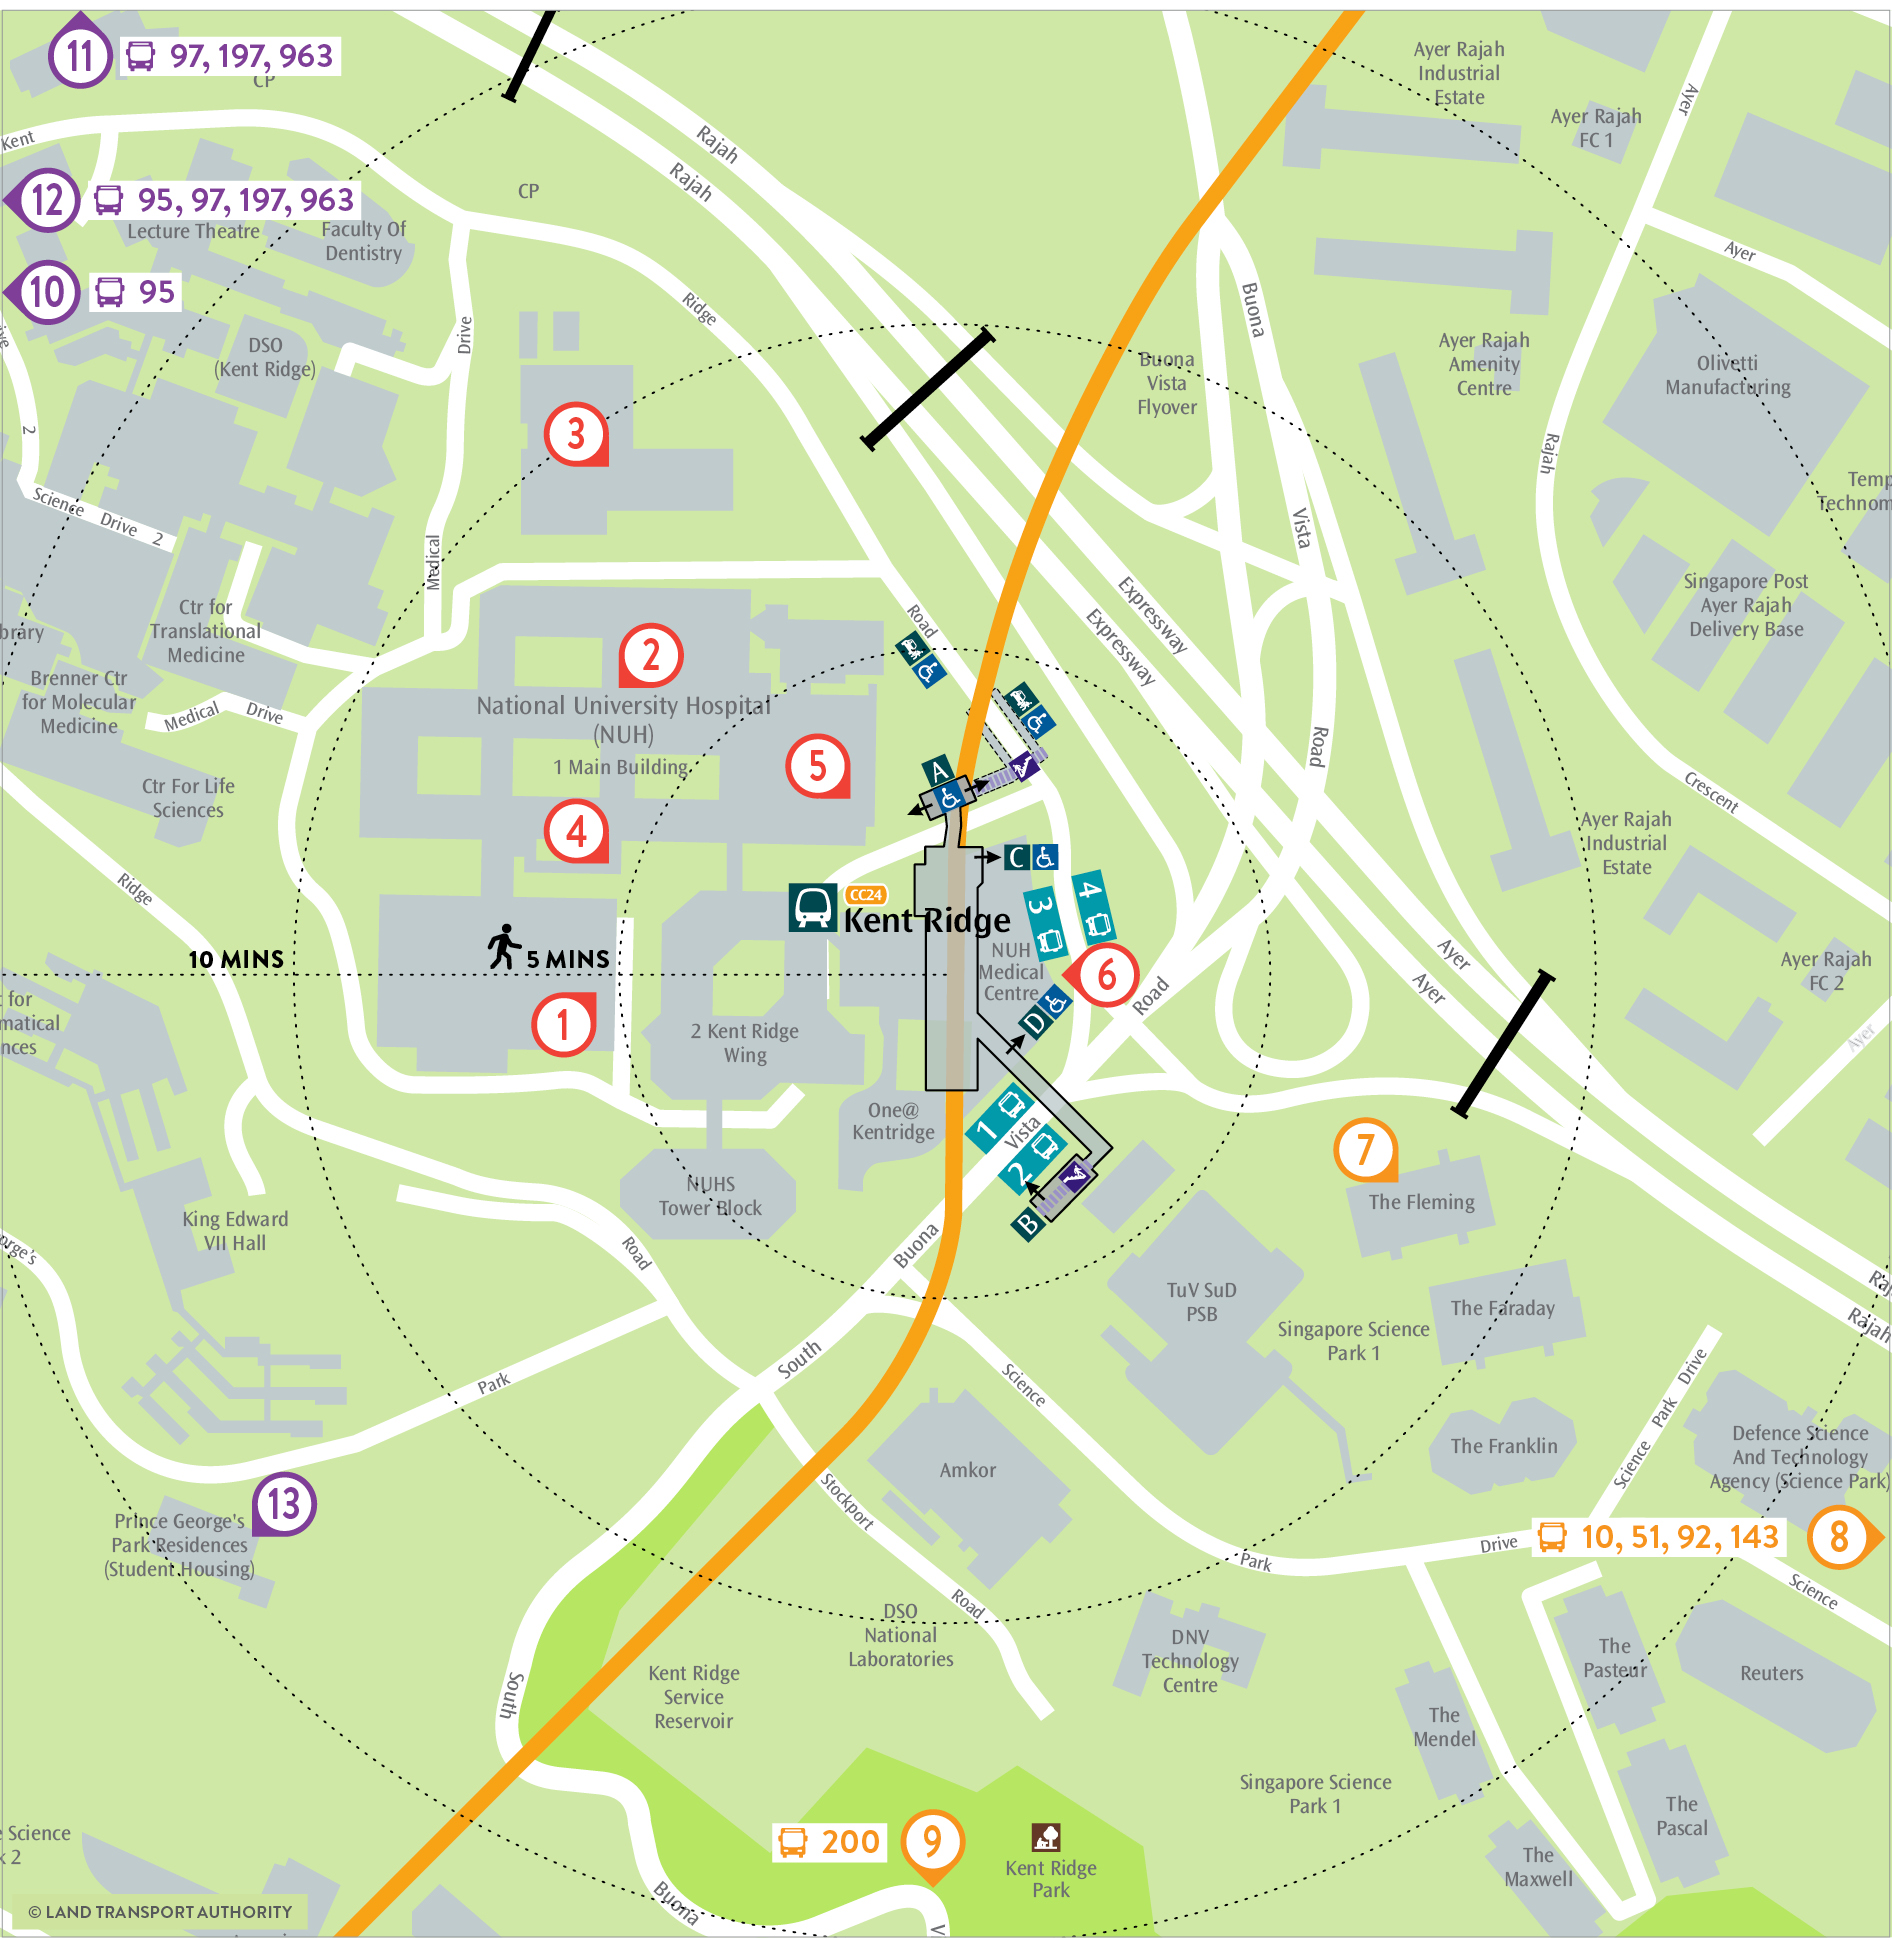 11 97, 197, 963
CP
Kent
12 95, 97, 197, 963
Lecture Theatre
Faculty Of
Dentistry
10 95
DSO
(Kent Ridge)
CP
Rajah
Rajah
Ridge
Drive
2
Science Drive 2
Medical
3
Ayer Rajah
Industrial
Estate
Ayer Rajah
FC 1
Ayer
Ayer
Buona
Buona
Vista
Flyover
Ayer Rajah
Amenity
Centre
Olivetti
Manufacturing
Rajah
Vista
Expressway
Expressway
Singapore Post
Ayer Rajah
Delivery Base
Ctr for
Translational
Medicine
Brenner Ctr
for Molecular
Medicine
Medical Drive
Ctr For Life
Sciences
2
National University Hospital
(NUH)
1 Main Building
5
4
Road
A
Road
Crescent
Ayer Rajah
Industrial
Estate
C
Ridge
CC24
Kent Ridge
3
4
10 MINS
5 MINS
NUH
Medical
Centre
6
Road
D
Ayer
Ayer
Ayer Rajah
FC 2
Ayer
1
2 Kent Ridge
Wing
One@
Kentridge
1
Vista
2
B
NUHS
Tower Block
7
The Fleming
King Edward
VII Hall
Road
Buona
TuV SuD
PSB
The Faraday
Singapore Science
Park 1
Rajah
South
Park
Science
Science Park Drive
The Franklin
Defence Science
And Technology
Agency (Science Park)
Amkor
Stockport
Road
13
Prince George's
Park Residences
(Student Housing)
Park
Drive
10, 51, 92, 143 8
Science
DSO
National
Laboratories
DNV
Technology
Centre
The
Pasteur
Reuters
Kent Ridge
Service
Reservoir
South
The
Mendel
Singapore Science
Park 1
The
Pascal
200 9
Kent Ridge
Park
The
Maxwell
Buona
© LAND TRANSPORT AUTHORITY